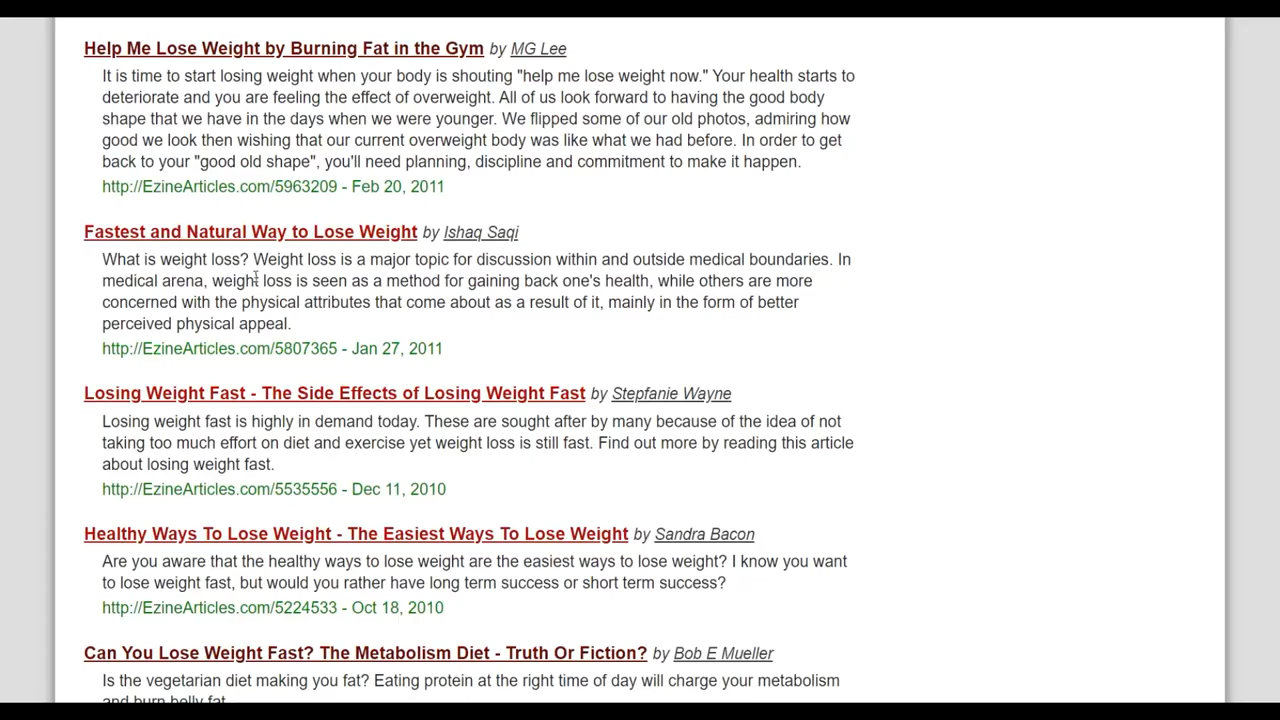 Help Me Lose Weight by Burning Fat in the Gym by MG Lee
It is time to start losing weight when your body is shouting "help me lose weight now." Your health starts to
deteriorate and you are feeling the effect of overweight. All of us look forward to having the good body
shape that we have in the days when we were younger. We flipped some of our old photos, admiring how
good we look then wishing that our current overweight body was like what we had before. In order to get
back to your "good old shape", you'll need planning, discipline and commitment to make it happen.
http://EzineArticles.com/5963209 - Feb 20, 2011
Fastest and Natural Way to Lose Weight by Ishaq Saqi
What is weight loss? Weight loss is a major topic for discussion within and outside medical boundaries. In
medical arena, weight loss is seen as a method for gaining back one's health, while others are more
concerned with the physical attributes that come about as a result of it, mainly in the form of better
perceived physical appeal.
http://EzineArticles.com/5807365 - Jan 27, 2011
Losing Weight Fast - The Side Effects of Losing Weight Fast by Stepfanie Wayne
Losing weight fast is highly in demand today. These are sought after by many because of the idea of not
taking too much effort on diet and exercise yet weight loss is still fast. Find out more by reading this article
about losing weight fast.
http://EzineArticles.com/5535556 - Dec 11, 2010
Healthy Ways To Lose Weight - The Easiest Ways To Lose Weight by Sandra Bacon
Are you aware that the healthy ways to lose weight are the easiest ways to lose weight? I know you want
to lose weight fast, but would you rather have long term success or short term success?
http://EzineArticles.com/5224533 - Oct 18, 2010
Can You Lose Weight Fast? The Metabolism Diet - Truth Or Fiction? by Bob E Mueller
Is the vegetarian diet making you fat? Eating protein at the right time of day will charge your metabolism
and burn belly fat.